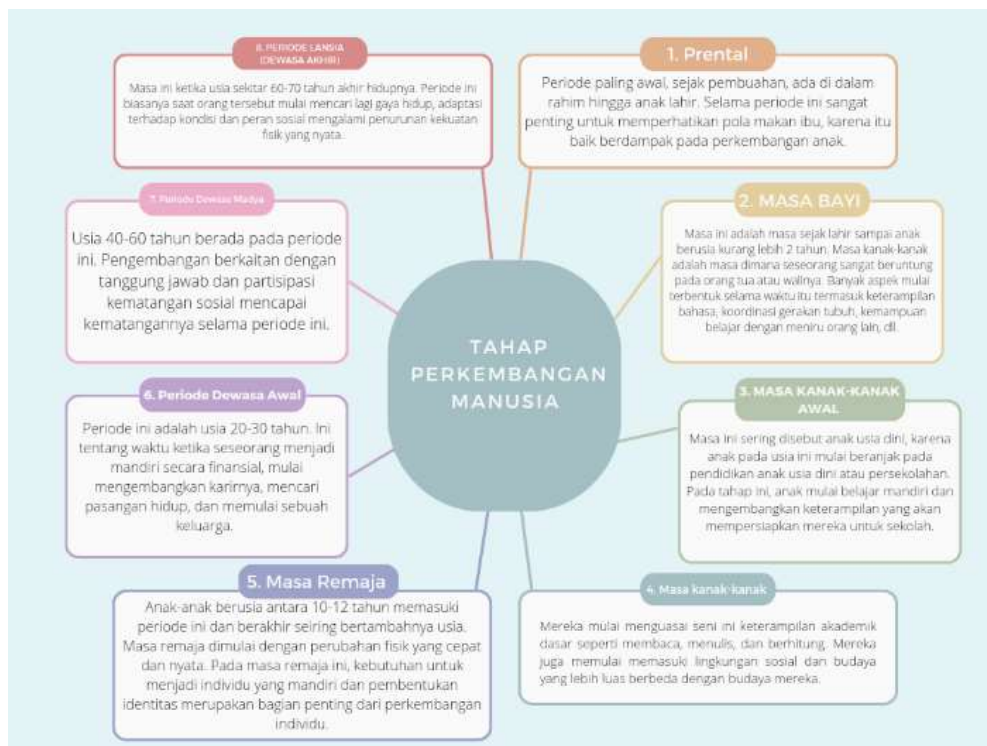 TAHAP
PERKEMBANGAN
MANUSIA
1. Prental
Periode paling awal, sejak pembuahan, ada di dalam
rahim hingga anak lahir. Selama periode ini sangat
penting untuk memperhatikan pola makan ibu, karena itu
baik berdampak pada perkembangan anak.
2. MASA BAYI
Masa ini adalah masa sejak lahir sampai anak
berusia kurang lebih 2 tahun. Masa kanak-kanak
adalah masa dimana seseorang sangat beruntung
pada orang tua atau walinya. Banyak aspek mulai
terbentuk selama waktu itu termasuk keterampilan
bahasa, koordinasi gerakan tubuh, kemampuan
belajar dengan meniru orang lain, dll.
3. MASA KANAK-KANAK
AWAL
Masa ini sering disebut anak usia dini, karena
anak pada usia ini mulai beranjak pada
pendidikan anak usia dini atau persekolahan.
Pada tahap ini, anak mulai belajar mandiri dan
mengembangkan keterampilan yang akan
mempersiapkan mereka untuk sekolah.
4. Masa kanak-kanak
Mereka mulai menguasai seni ini keterampilan akademik
dasar seperti membaca, menulis, dan berhitung. Mereka
juga memulai memasuki lingkungan sosial dan budaya
yang lebih luas berbeda dengan budaya mereka.
5. Masa Remaja
Anak-anak berusia antara 10-12 tahun memasuki
periode ini dan berakhir seiring bertambahnya usia.
Masa remaja dimulai dengan perubahan fisik yang cepat
dan nyata. Pada masa remaja ini, kebutuhan untuk
menjadi individu yang mandiri dan pembentukan
identitas merupakan bagian penting dari perkembangan
individu.
6. Periode Dewasa Awal
Periode ini adalah usia 20-30 tahun. Ini
tentang waktu ketika seseorang menjadi
mandiri secara finansial, mulai
mengembangkan karirnya, mencari
pasangan hidup, dan memulai sebuah
keluarga.
7. Periode Dewasa Madya
Usia 40-60 tahun berada pada periode
ini. Pengembangan berkaitan dengan
tanggung jawab dan partisipasi
kematangan sosial mencapai
kematangannya selama periode ini.
8. PERIODE LANSIA
(DEWASA AKHIR)
Masa ini ketika usia sekitar 60-70 tahun akhir hidupnya. Periode ini
biasanya saat orang tersebut mulai mencari lagi gaya hidup, adaptasi
terhadap kondisi dan peran sosial mengalami penurunan kekuatan
fisik yang nyata.